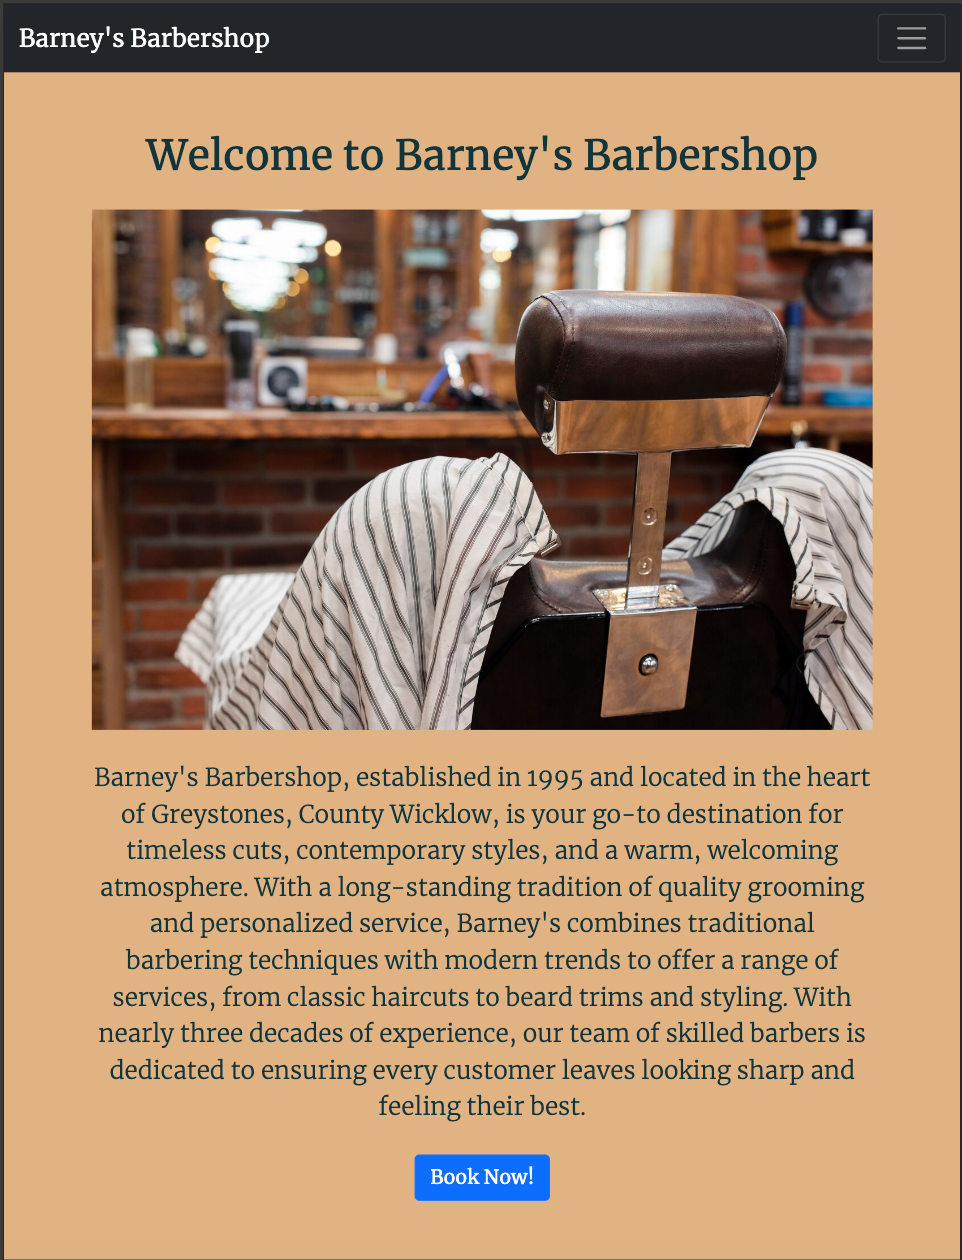 Barney's Barbershop
Welcome to Barney's Barbershop
Barney's Barbershop, established in 1995 and located in the heart
of Greystones, County Wicklow, is your go-to destination for
timeless cuts, contemporary styles, and a warm, welcoming
atmosphere. With a long-standing tradition of quality grooming
and personalized service, Barney's combines traditional
barbering techniques with modern trends to offer a range of
services, from classic haircuts to beard trims and styling. With
nearly three decades of experience, our team of skilled barbers is
dedicated to ensuring every customer leaves looking sharp and
feeling their best.
Book Now!